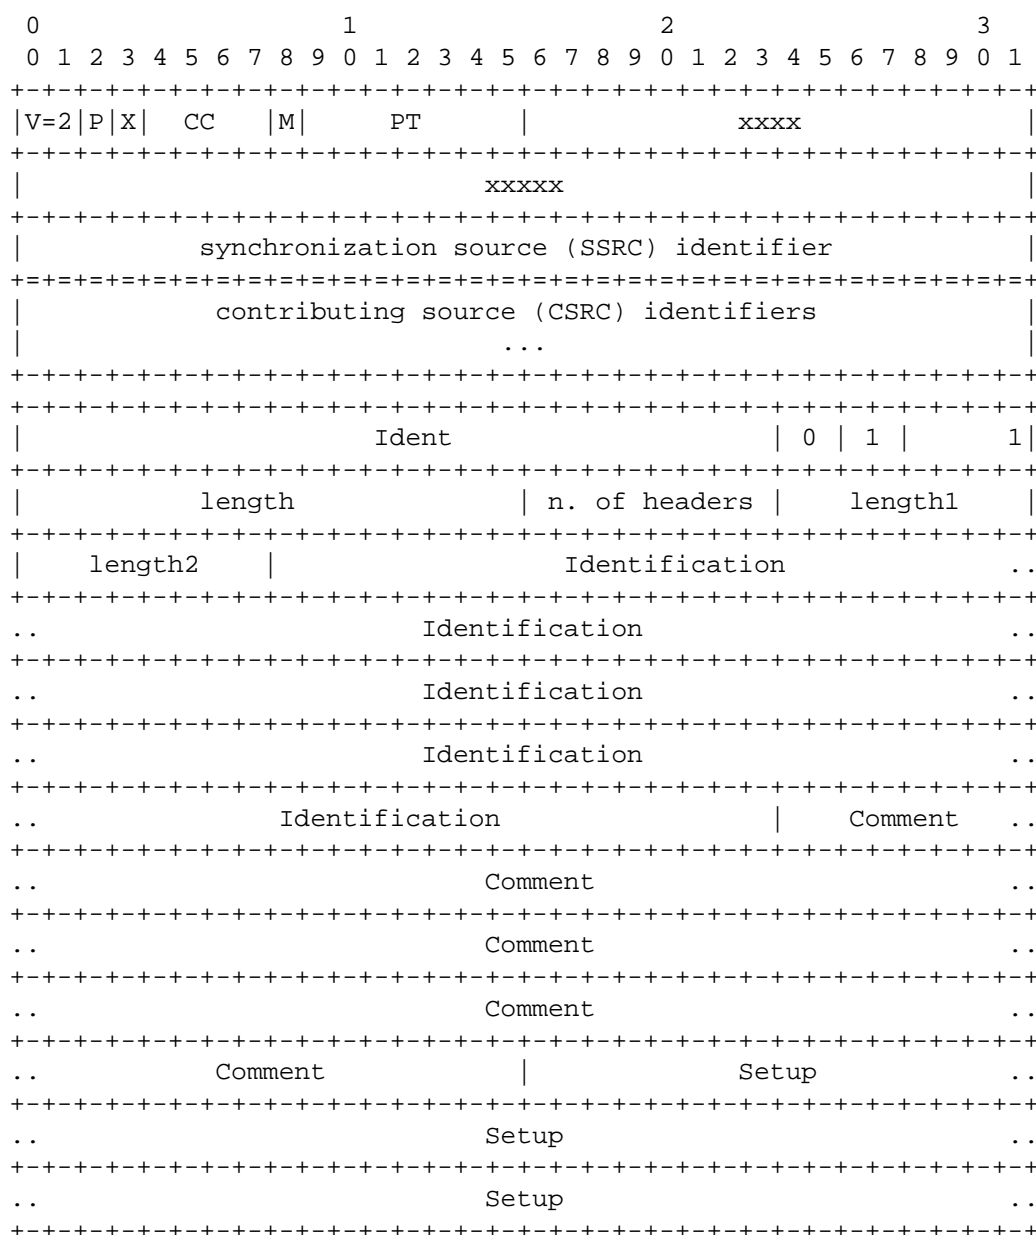 0                   1                   2                   3
 0 1 2 3 4 5 6 7 8 9 0 1 2 3 4 5 6 7 8 9 0 1 2 3 4 5 6 7 8 9 0 1
+-+-+-+-+-+-+-+-+-+-+-+-+-+-+-+-+-+-+-+-+-+-+-+-+-+-+-+-+-+-+-+-+
|V=2|P|X|  CC   |M|     PT      |             xxxx              |
+-+-+-+-+-+-+-+-+-+-+-+-+-+-+-+-+-+-+-+-+-+-+-+-+-+-+-+-+-+-+-+-+
|                             xxxxx                             |
+-+-+-+-+-+-+-+-+-+-+-+-+-+-+-+-+-+-+-+-+-+-+-+-+-+-+-+-+-+-+-+-+
|           synchronization source (SSRC) identifier            |
+=+=+=+=+=+=+=+=+=+=+=+=+=+=+=+=+=+=+=+=+=+=+=+=+=+=+=+=+=+=+=+=+
|            contributing source (CSRC) identifiers             |
|                              ...                              |
+-+-+-+-+-+-+-+-+-+-+-+-+-+-+-+-+-+-+-+-+-+-+-+-+-+-+-+-+-+-+-+-+
+-+-+-+-+-+-+-+-+-+-+-+-+-+-+-+-+-+-+-+-+-+-+-+-+-+-+-+-+-+-+-+-+
|                      Ident                    | 0 | 1 |      1|
+-+-+-+-+-+-+-+-+-+-+-+-+-+-+-+-+-+-+-+-+-+-+-+-+-+-+-+-+-+-+-+-+
|           length              | n. of headers |    length1    |
+-+-+-+-+-+-+-+-+-+-+-+-+-+-+-+-+-+-+-+-+-+-+-+-+-+-+-+-+-+-+-+-+
|    length2    |                  Identification              ..
+-+-+-+-+-+-+-+-+-+-+-+-+-+-+-+-+-+-+-+-+-+-+-+-+-+-+-+-+-+-+-+-+
..                        Identification                       ..
+-+-+-+-+-+-+-+-+-+-+-+-+-+-+-+-+-+-+-+-+-+-+-+-+-+-+-+-+-+-+-+-+
..                        Identification                       ..
+-+-+-+-+-+-+-+-+-+-+-+-+-+-+-+-+-+-+-+-+-+-+-+-+-+-+-+-+-+-+-+-+
..                        Identification                       ..
+-+-+-+-+-+-+-+-+-+-+-+-+-+-+-+-+-+-+-+-+-+-+-+-+-+-+-+-+-+-+-+-+
..               Identification                 |    Comment   ..
+-+-+-+-+-+-+-+-+-+-+-+-+-+-+-+-+-+-+-+-+-+-+-+-+-+-+-+-+-+-+-+-+
..                            Comment                          ..
+-+-+-+-+-+-+-+-+-+-+-+-+-+-+-+-+-+-+-+-+-+-+-+-+-+-+-+-+-+-+-+-+
..                            Comment                          ..
+-+-+-+-+-+-+-+-+-+-+-+-+-+-+-+-+-+-+-+-+-+-+-+-+-+-+-+-+-+-+-+-+
..                            Comment                          ..
+-+-+-+-+-+-+-+-+-+-+-+-+-+-+-+-+-+-+-+-+-+-+-+-+-+-+-+-+-+-+-+-+
..           Comment            |             Setup            ..
+-+-+-+-+-+-+-+-+-+-+-+-+-+-+-+-+-+-+-+-+-+-+-+-+-+-+-+-+-+-+-+-+
..                            Setup                            ..
+-+-+-+-+-+-+-+-+-+-+-+-+-+-+-+-+-+-+-+-+-+-+-+-+-+-+-+-+-+-+-+-+
..                            Setup                            ..
+-+-+-+-+-+-+-+-+-+-+-+-+-+-+-+-+-+-+-+-+-+-+-+-+-+-+-+-+-+-+-+-+